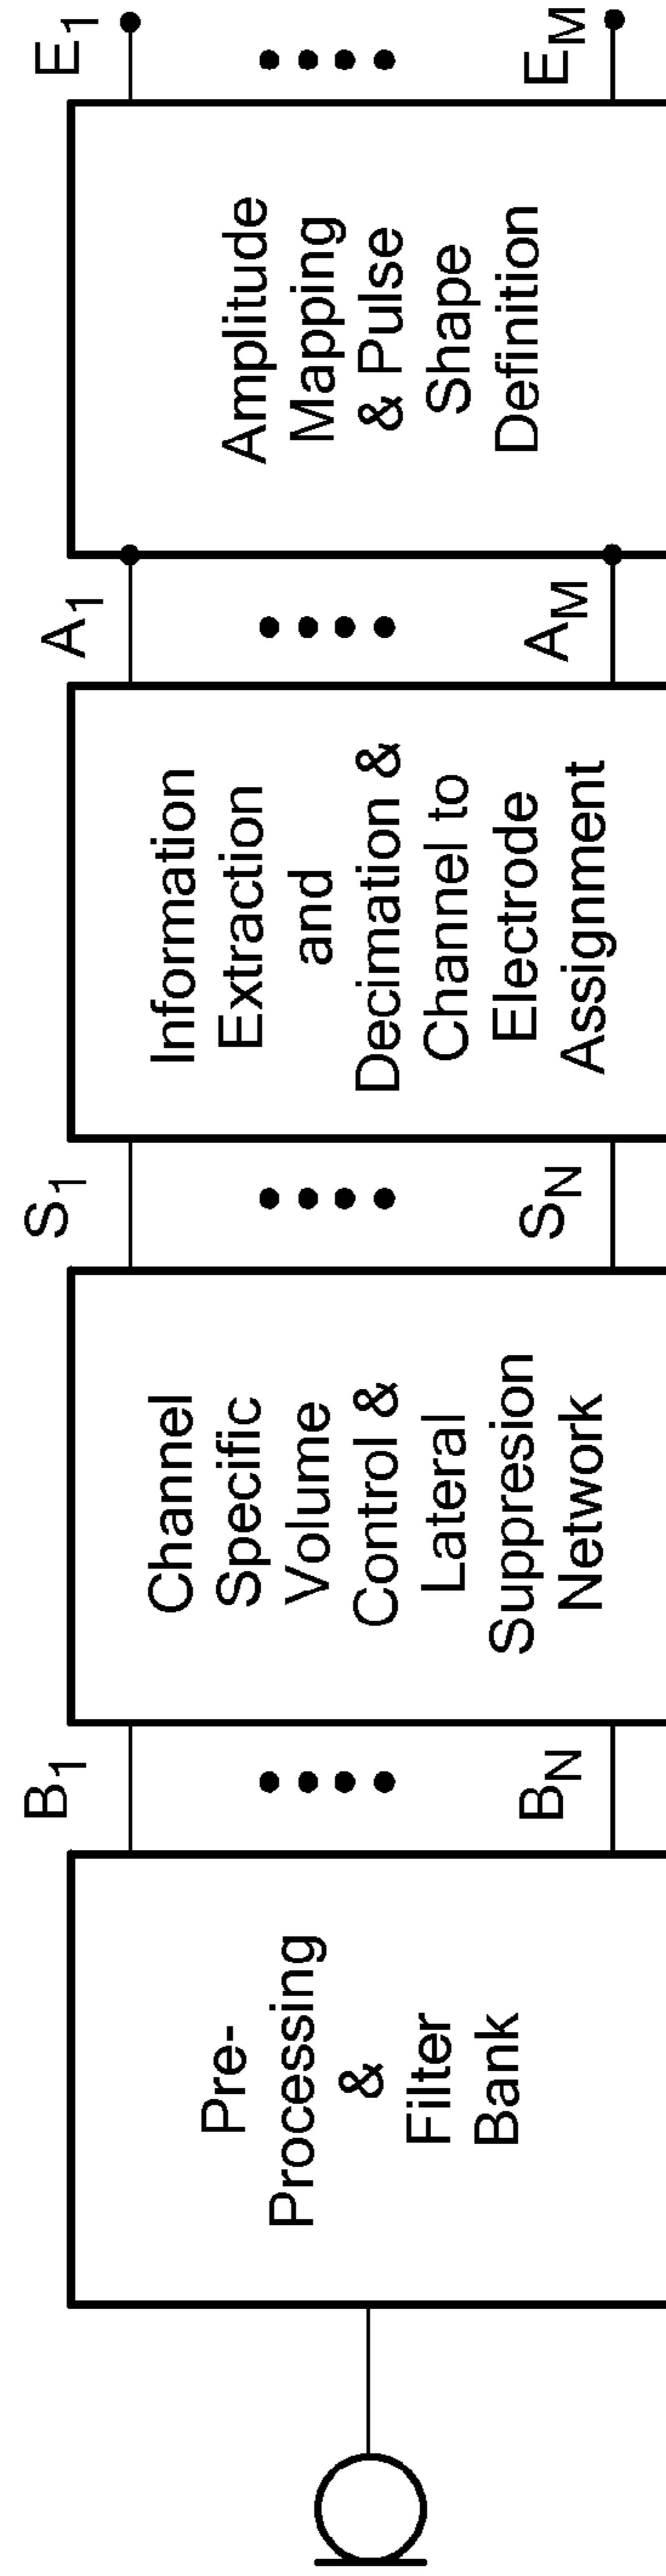 Pre-
Processing
&
Filter
Bank
B1
BN
Channel
Specific
Volume
Control &
Lateral
Suppresion
Network
S1
SN
Information
Extraction
and
Decimation &
Channel to
Electrode
Assignment
A1
AM
Amplitude
Mapping
& Pulse
Shape
Definition
E1
EM